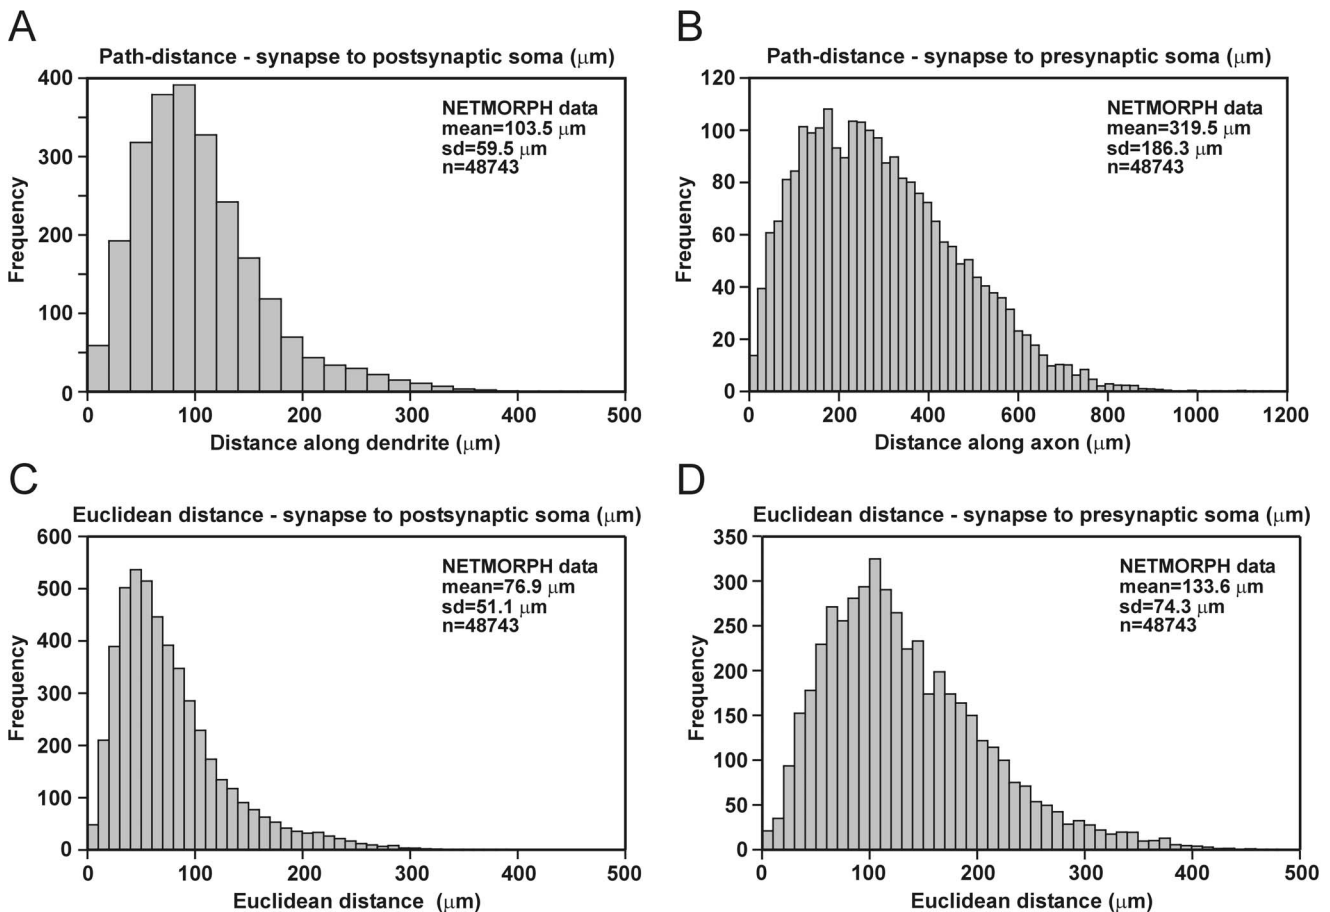 A
Path-distance - synapse to postsynaptic soma (μm)
400
300
200
100
0
Frequency
NETMORPH data
mean=103.5 μm
sd=59.5 μm
n=48743
0 100 200 300 400 500
Distance along dendrite (μm)
B
Path-distance - synapse to presynaptic soma (μm)
120
100
80
60
40
20
0
Frequency
NETMORPH data
mean=319.5 μm
sd=186.3 μm
n=48743
0 200 400 600 800 1000 1200
Distance along axon (μm)
C
Euclidean distance - synapse to postsynaptic soma (μm)
600
500
400
300
200
100
0
Frequency
NETMORPH data
mean=76.9 μm
sd=51.1 μm
n=48743
0 100 200 300 400 500
Euclidean distance (μm)
D
Euclidean distance - synapse to presynaptic soma (μm)
350
300
250
200
150
100
50
0
Frequency
NETMORPH data
mean=133.6 μm
sd=74.3 μm
n=48743
0 100 200 300 400 500
Euclidean distance (μm)